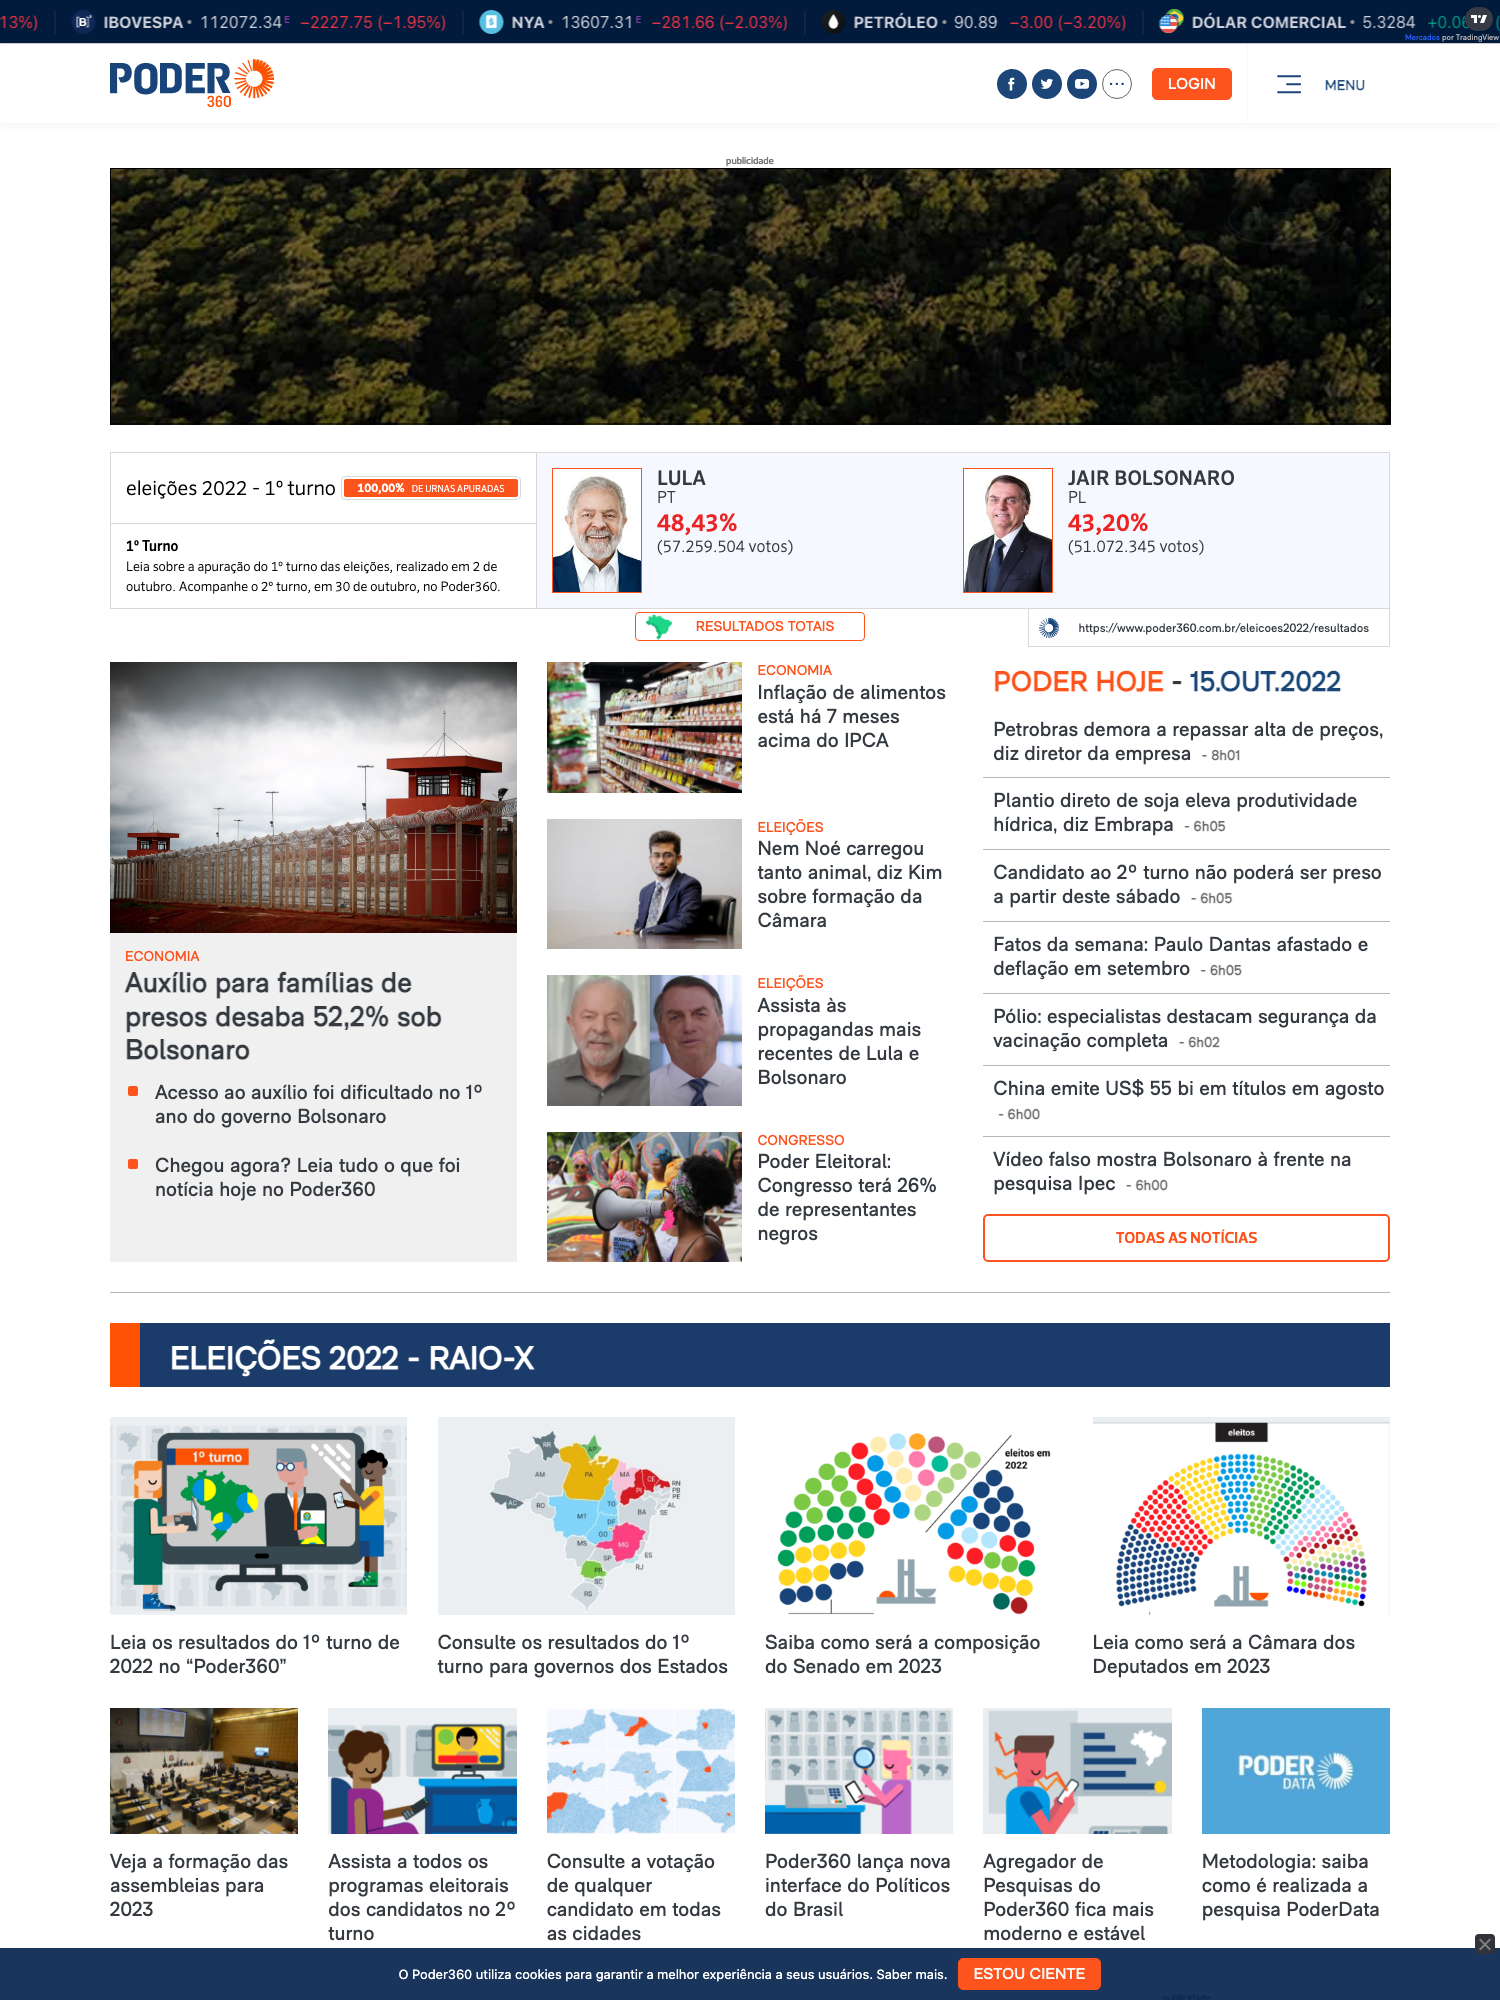 13%)
IBOVESPA • 112072.34 E −2227.75 (−1.95%)
NYA • 13607.31 E −281.66 (−2.03%)
PETRÓLEO • 90.89 −3.00 (−3.20%)
DÓLAR COMERCIAL • 5.3284
Mercados por TradingView
PODER
360
LOGIN
MENU
publicidade
eleições 2022 - 1º turno
100,00% DE URNAS APURADAS
1º Turno
Leia sobre a apuração do 1º turno das eleições, realizado em 2 de
outubro. Acompanhe o 2º turno, em 30 de outubro, no Poder360.
LULA
PT
48,43%
(57.259.504 votos)
JAIR BOLSONARO
PL
43,20%
(51.072.345 votos)
RESULTADOS TOTAIS
https://www.poder360.com.br/eleicoes2022/resultados
ECONOMIA
Auxílio para famílias de
presos desaba 52,2% sob
Bolsonaro
Acesso ao auxílio foi dificultado no 1º
ano do governo Bolsonaro
Chegou agora? Leia tudo o que foi
notícia hoje no Poder360
ECONOMIA
Inflação de alimentos
está há 7 meses
acima do IPCA
ELEIÇÕES
Nem Noé carregou
tanto animal, diz Kim
sobre formação da
Câmara
ELEIÇÕES
Assista às
propagandas mais
recentes de Lula e
Bolsonaro
CONGRESSO
Poder Eleitoral:
Congresso terá 26%
de representantes
negros
PODER HOJE - 15.OUT.2022
Petrobras demora a repassar alta de preços,
diz diretor da empresa - 8h01
Plantio direto de soja eleva produtividade
hídrica, diz Embrapa - 6h05
Candidato ao 2º turno não poderá ser preso
a partir deste sábado - 6h05
Fatos da semana: Paulo Dantas afastado e
deflação em setembro - 6h05
Pólio: especialistas destacam segurança da
vacinação completa - 6h02
China emite US$ 55 bi em títulos em agosto
- 6h00
Vídeo falso mostra Bolsonaro à frente na
pesquisa Ipec - 6h00
TODAS AS NOTÍCIAS
ELEIÇÕES 2022 - RAIO-X
1º turno
RR
AP
AM
PA
MA
CE
RN
PB
PE
PI
AL
AC
RO
TO
SE
MT
BA
DF
GO
MG
MS
ES
SP
RJ
PR
SC
RS
eleitos em
2022
eleitos
Leia os resultados do 1º turno de
2022 no “Poder360”
Consulte os resultados do 1º
turno para governos dos Estados
Saiba como será a composição
do Senado em 2023
Leia como será a Câmara dos
Deputados em 2023
PODER
DATA
Veja a formação das
assembleias para
2023
Assista a todos os
programas eleitorais
dos candidatos no 2º
turno
Consulte a votação
de qualquer
candidato em todas
as cidades
Poder360 lança nova
interface do Políticos
do Brasil
Agregador de
Pesquisas do
Poder360 fica mais
moderno e estável
Metodologia: saiba
como é realizada a
pesquisa PoderData
O Poder360 utiliza cookies para garantir a melhor experiência a seus usuários. Saber mais.
ESTOU CIENTE
publicidade